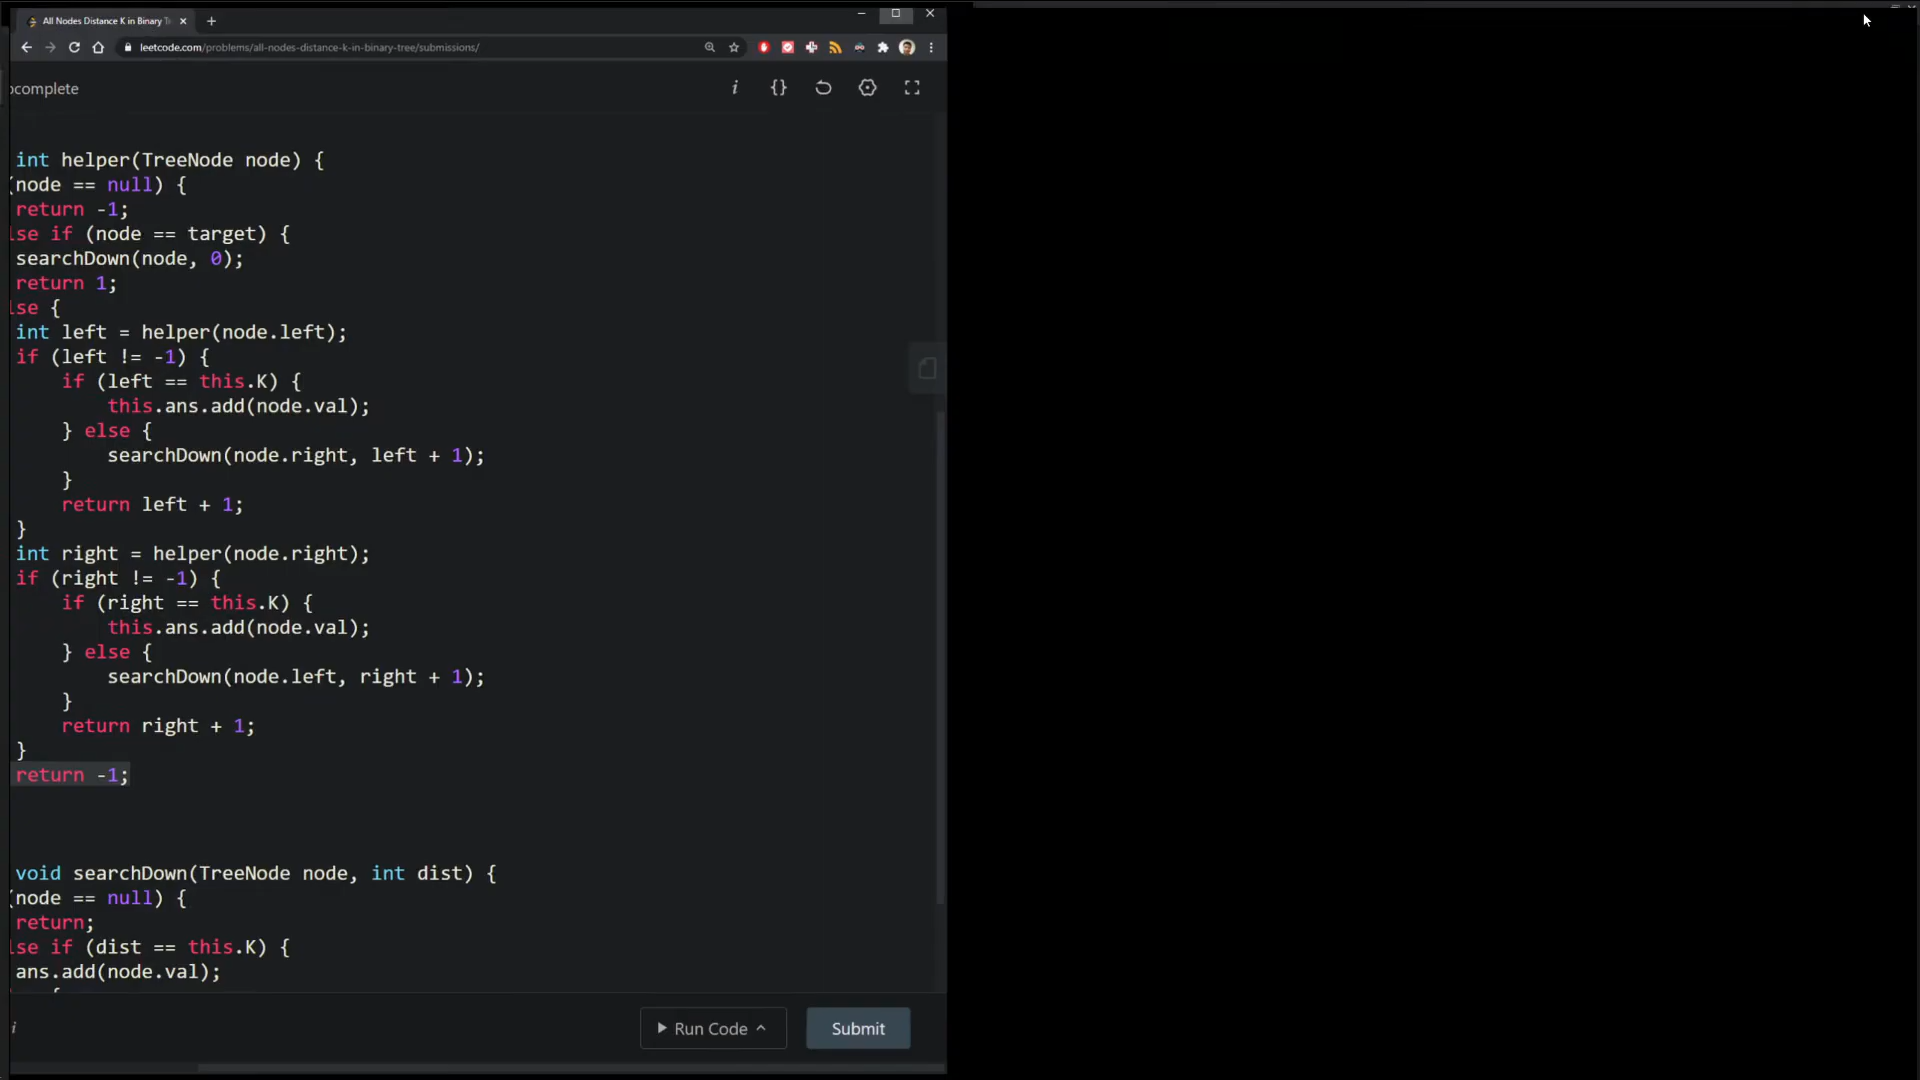 All Nodes Distance K in Binary T
leetcode.com/problems/all-nodes-distance-k-in-binary-tree/submissions/
ocomplete
int helper(TreeNode node) {
(node == null) {
return -1;
lse if (node == target) {
searchDown(node, 0);
return 1;
lse {
int left = helper(node.left);
if (left != -1) {
if (left == this.K) {
this.ans.add(node.val);
} else {
searchDown(node.right, left + 1);
}
return left + 1;
}
int right = helper(node.right);
if (right != -1) {
if (right == this.K) {
this.ans.add(node.val);
} else {
searchDown(node.left, right + 1);
}
return right + 1;
}
return -1;
void searchDown(TreeNode node, int dist) {
(node == null) {
return;
lse if (dist == this.K) {
ans.add(node.val);
{
i
Run Code
Submit